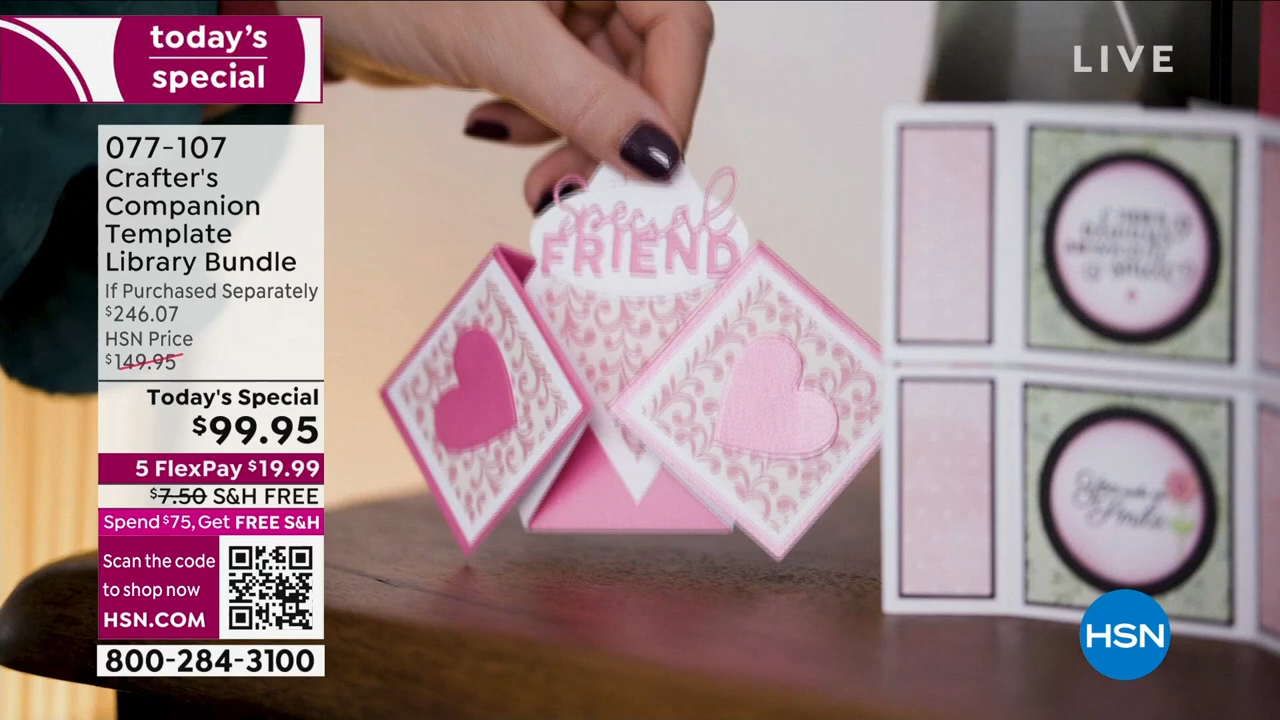 today's
special
LIVE
077-107
Crafter's
Companion
Template
Library Bundle
If Purchased Separately
$246.07
HSN Price
$149.95
Today's Special
$99.95
5 FlexPay $19.99
$7.50 S&H FREE
Spend $75, Get FREE S&H
Scan the code
to shop now
HSN.COM
800-284-3100
Special
FRIEND
HSN